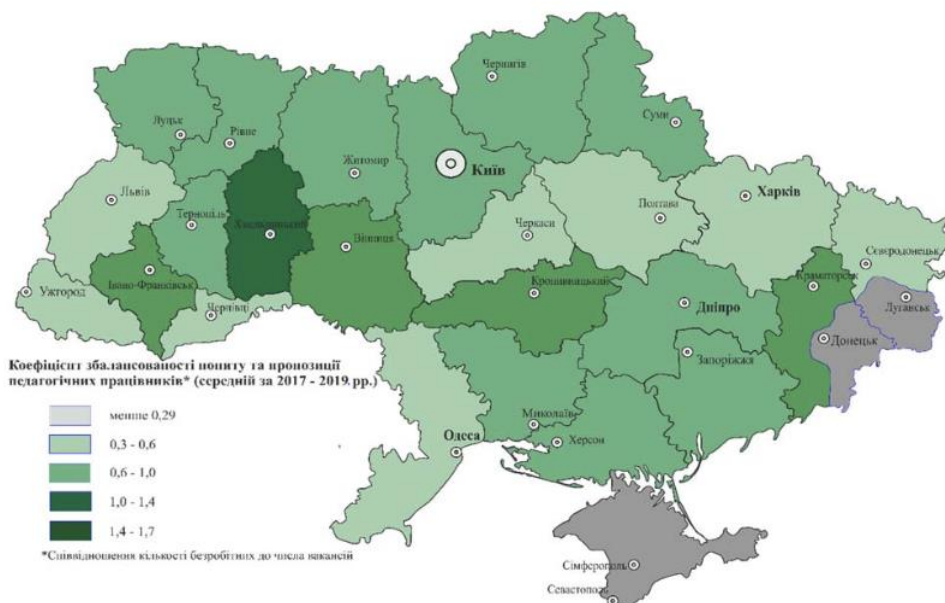 Чернігів
Суми
Луцьк
Рівне
Житомир
Київ
Львів
Тернопіль
Хмельницький
Вінниця
Черкаси
Полтава
Харків
Сєвродонецьк
Ужгород
Івано-Франківськ
Чернівці
Кропивницький
Дніпро
Краматорськ
Луганськ
Донецьк
Запоріжжя
Миколаїв
Херсон
Одеса
Сімферополь
Севастополь
Коефіцієнт збалансованості попиту та пропозиції
педагогічних працівників* (середній за 2017 - 2019 рр.)
менше 0,29
0,3 - 0,6
0,6 - 1,0
1,0 - 1,4
1,4 - 1,7
*Співвідношення кількості безробітних до числа вакансій